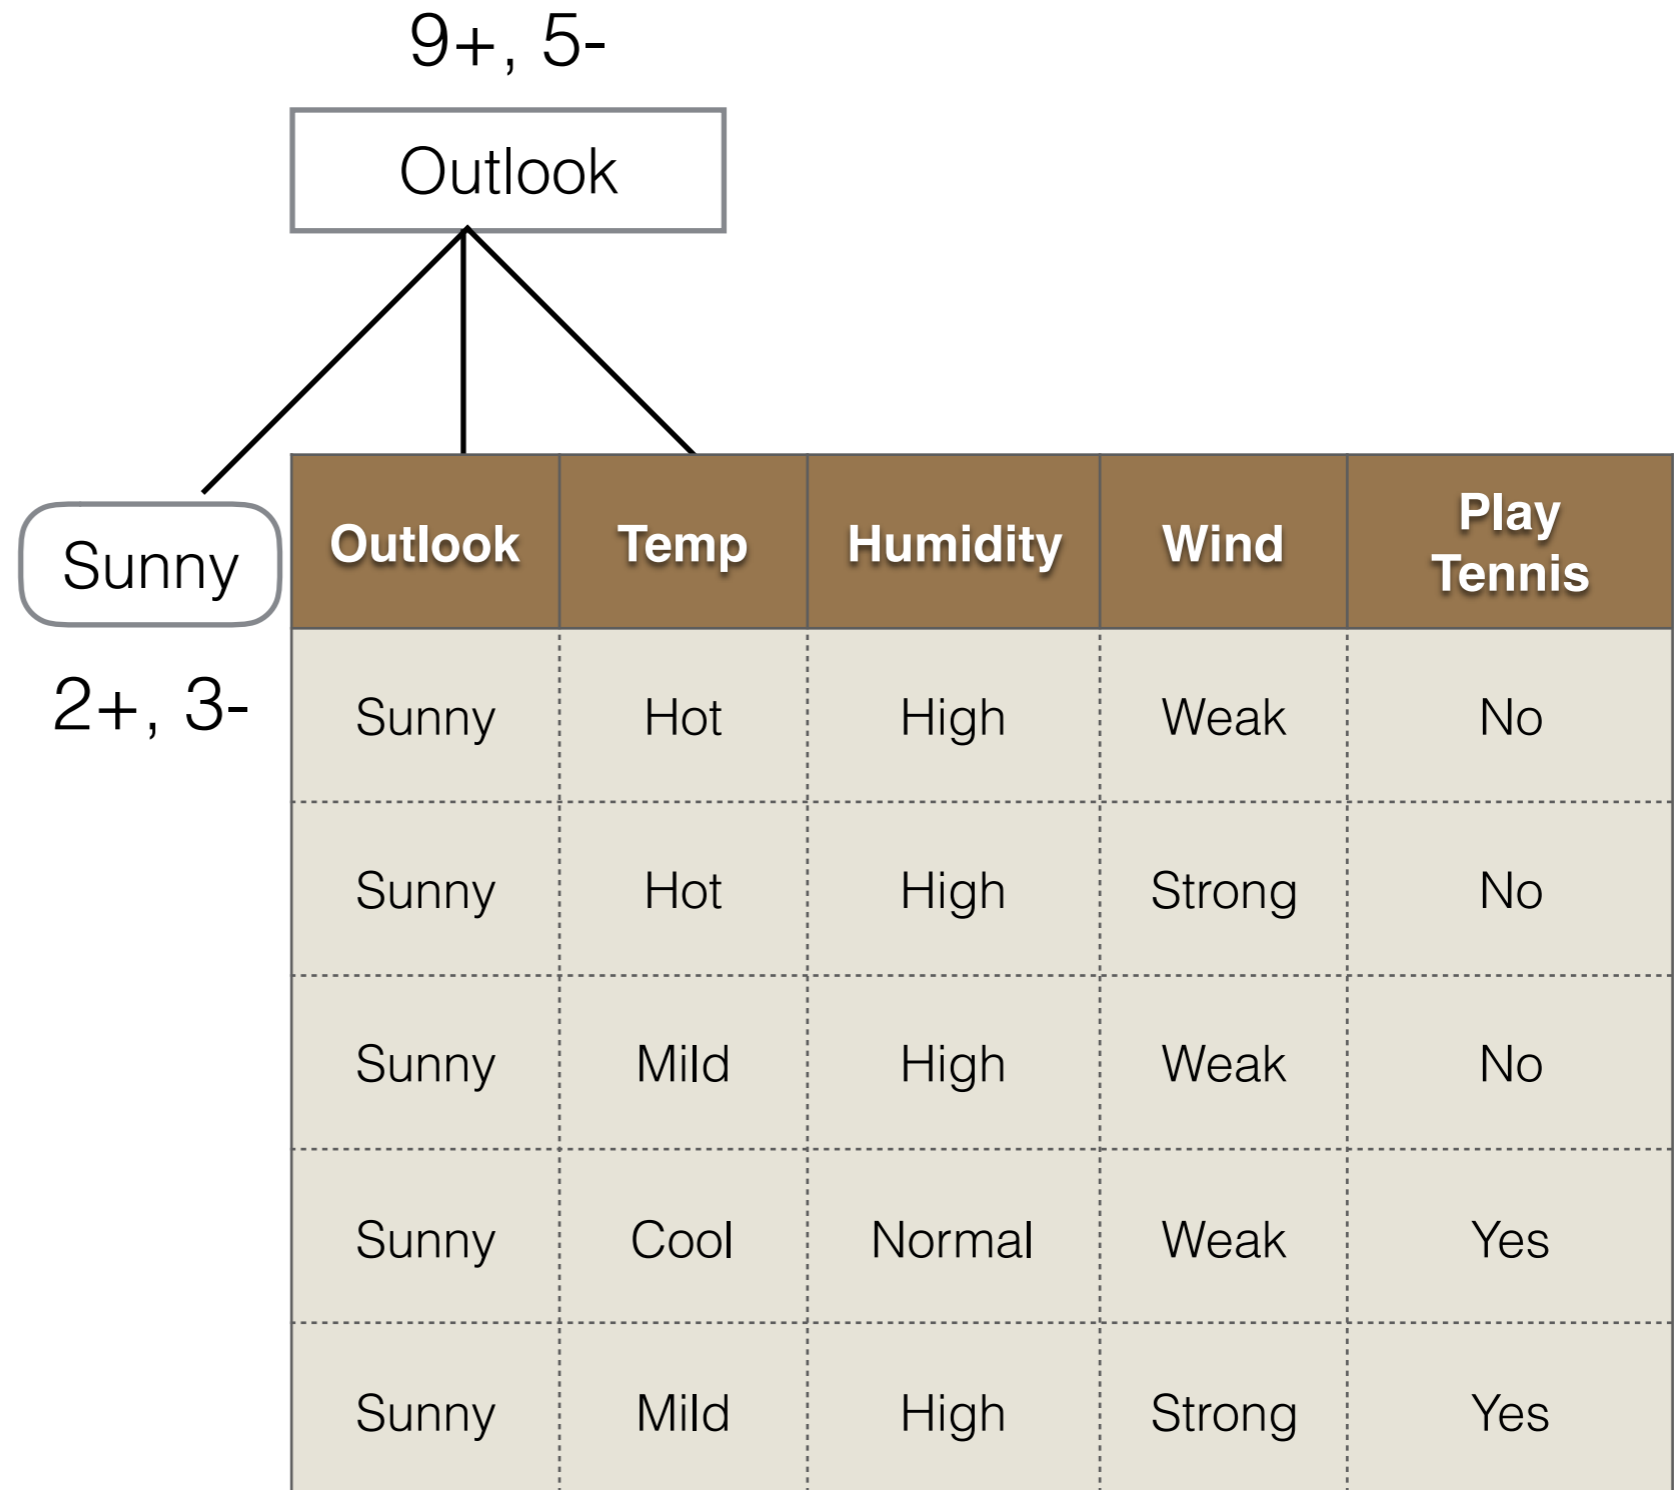 9+, 5-
Outlook
Sunny
2+, 3-
Outlook Temp Humidity Wind Play Tennis
Sunny Hot High Weak No
Sunny Hot High Strong No
Sunny Mild High Weak No
Sunny Cool Normal Weak Yes
Sunny Mild High Strong Yes